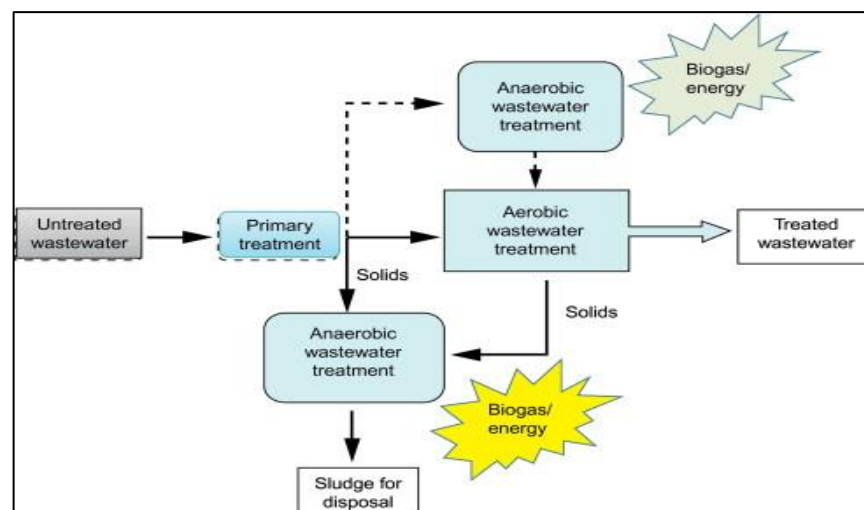 Biogas/
energy
Anaerobic
wastewater
treatment
Untreated
wastewater
Primary
treatment
Aerobic
wastewater
treatment
Treated
wastewater
Solids
Solids
Anaerobic
wastewater
treatment
Biogas/
energy
Sludge for
disposal